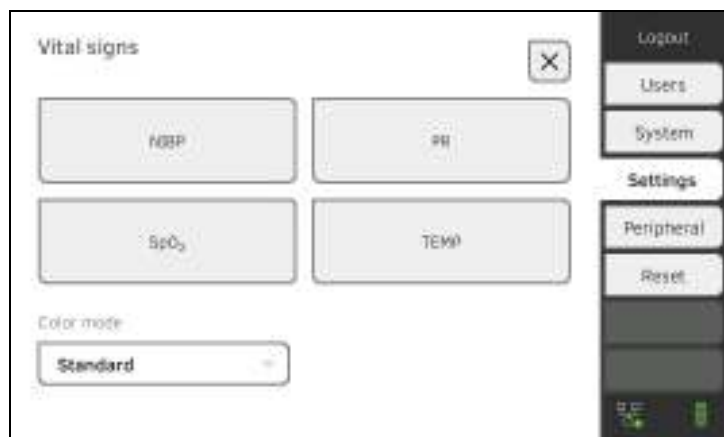 Vital signs
Logout
Users
NIBP
PR
System
Settings
SpO₂
TEMP
Peripheral
Reset
Color mode
Standard